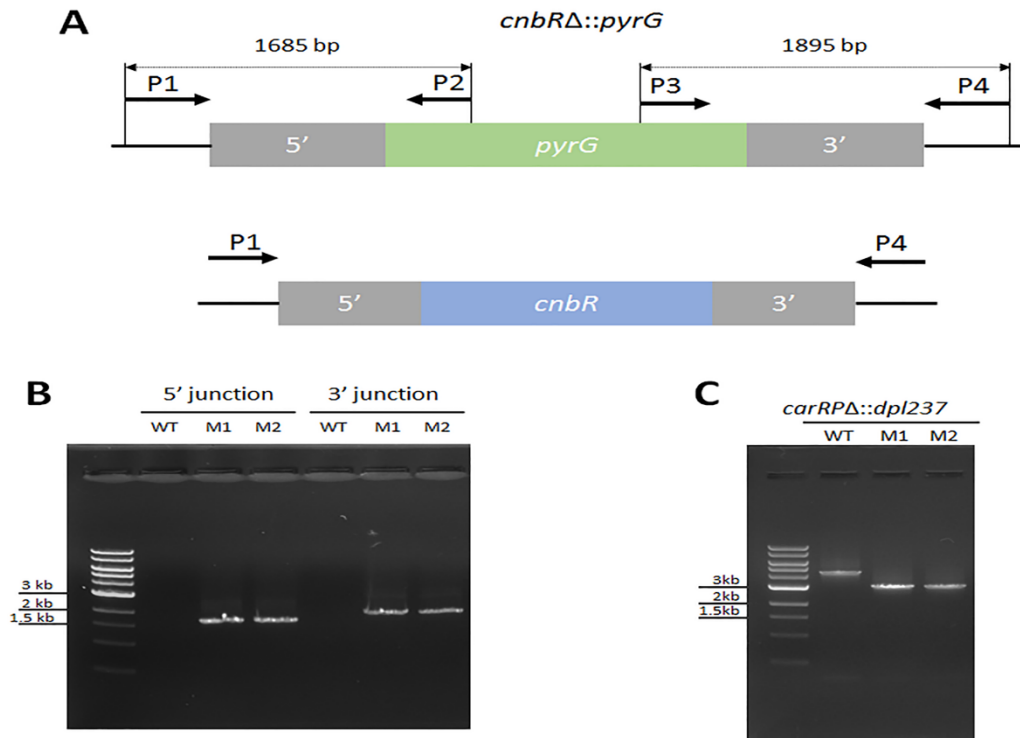 A
cnbRΔ::pyrG
1685 bp
1895 bp
P1
P2
P3
P4
5’
pyrG
3’
P1
P4
5’
cnbR
3’
B
5’ junction
3’ junction
WT
M1
M2
WT
M1
M2
3 kb
2 kb
1.5 kb
C
carRPΔ::dpl237
WT
M1
M2
3kb
2kb
1.5kb